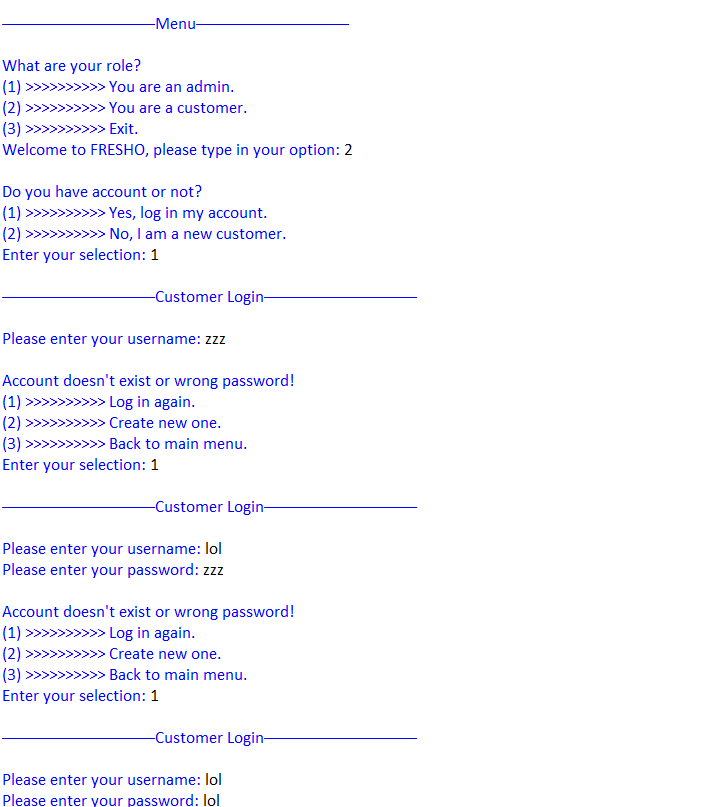 ——————————Menu——————————
What are your role?
(1) >>>>>>>>>> You are an admin.
(2) >>>>>>>>>> You are a customer.
(3) >>>>>>>>>> Exit.
Welcome to FRESHO, please type in your option: 2
Do you have account or not?
(1) >>>>>>>>>> Yes, log in my account.
(2) >>>>>>>>>> No, I am a new customer.
Enter your selection: 1
——————————Customer Login——————————
Please enter your username: zzz
Account doesn't exist or wrong password!
(1) >>>>>>>>>> Log in again.
(2) >>>>>>>>>> Create new one.
(3) >>>>>>>>>> Back to main menu.
Enter your selection: 1
——————————Customer Login——————————
Please enter your username: lol
Please enter your password: zzz
Account doesn't exist or wrong password!
(1) >>>>>>>>>> Log in again.
(2) >>>>>>>>>> Create new one.
(3) >>>>>>>>>> Back to main menu.
Enter your selection: 1
——————————Customer Login——————————
Please enter your username: lol
Please enter your password: lol